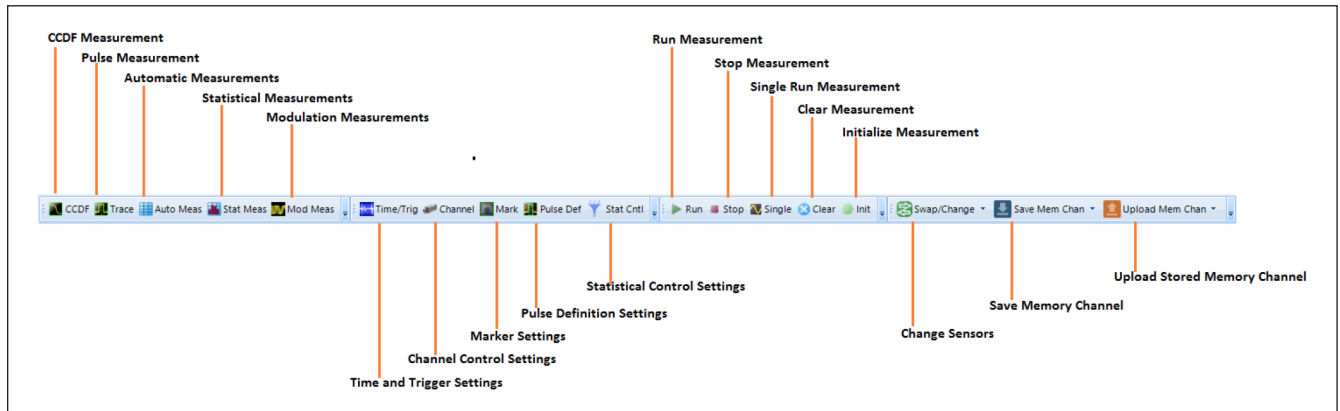 CCDF Measurement
Pulse Measurement
Automatic Measurements
Statistical Measurements
Modulation Measurements
Run Measurement
Stop Measurement
Single Run Measurement
Clear Measurement
Initialize Measurement
CCDF Trace Auto Meas Stat Meas Mod Meas Time/Trig Channel Mark Pulse Def Stat Cntl Run Stop Single Clear Init Swap/Change Save Mem Chan Upload Mem Chan
Upload Stored Memory Channel
Statistical Control Settings
Save Memory Channel
Pulse Definition Settings
Change Sensors
Marker Settings
Channel Control Settings
Time and Trigger Settings